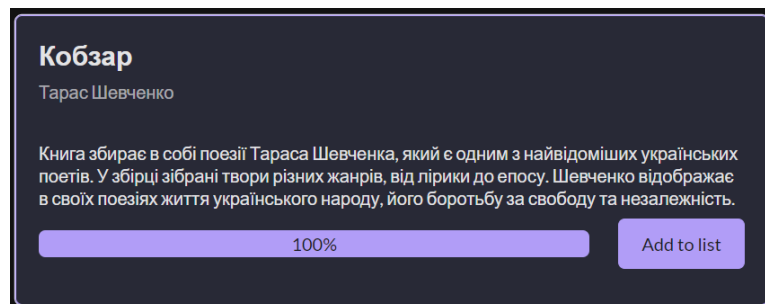 Кобзар
Тарас Шевченко
Книга збирає в собі поезії Тараса Шевченка, який є одним з найвідоміших українських
поетів. У збірці зібрані твори різних жанрів, від лірики до епосу. Шевченко відображає
в своїх поезіях життя українського народу, його боротьбу за свободу та незалежність.
100%
Add to list